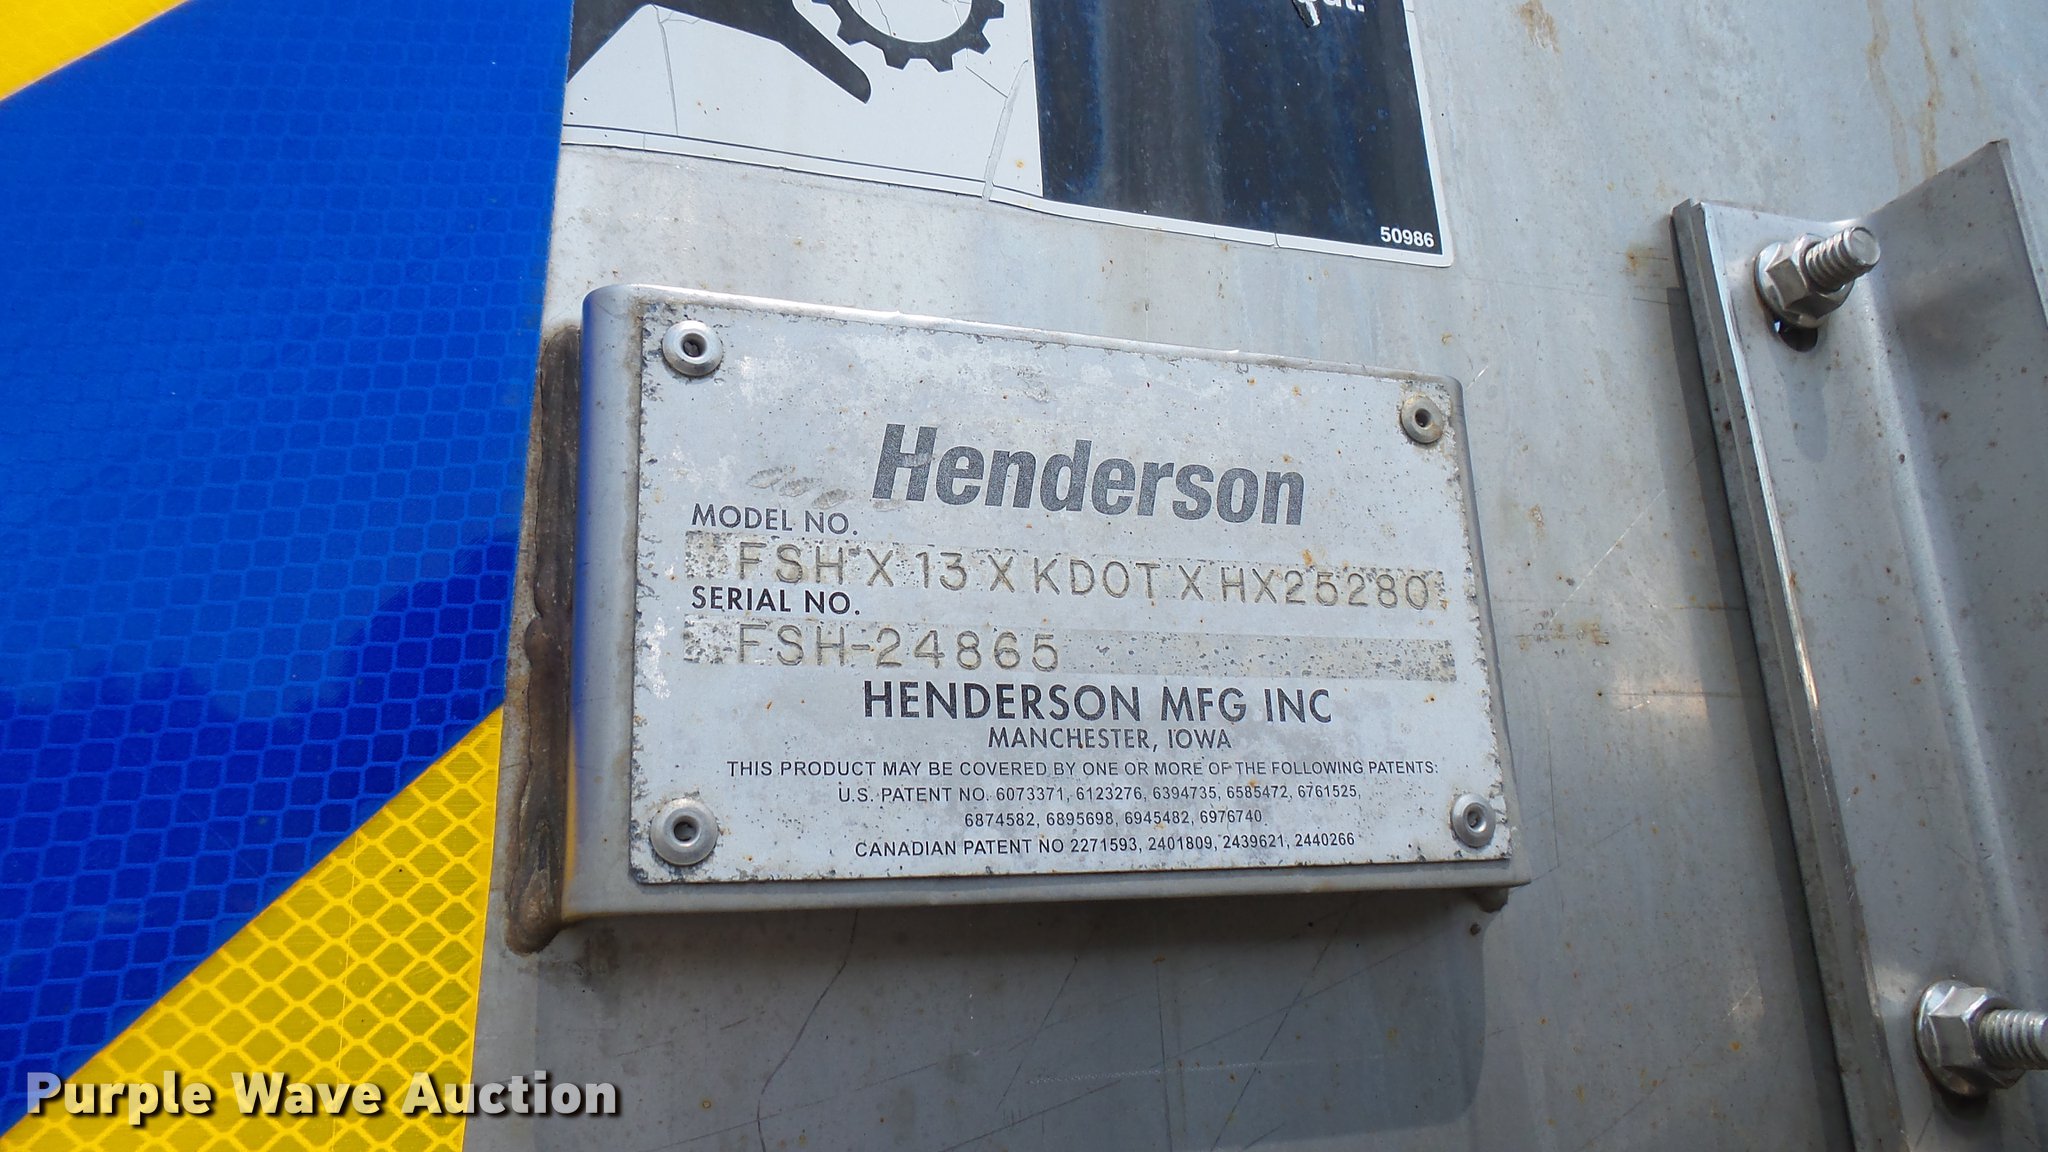 50986
Henderson
MODEL NO.
FSH X 13 X KDOT X HX25280
SERIAL NO.
FSH-24865
HENDERSON MFG INC
MANCHESTER, IOWA
THIS PRODUCT MAY BE COVERED BY ONE OR MORE OF THE FOLLOWING PATENTS:
U.S. PATENT NO. 6073371, 6123276, 6394735, 6585472, 6761525,
6874582, 6895698, 6945482, 6976740
CANADIAN PATENT NO 2271593, 2401809, 2439621, 2440266
Purple Wave Auction